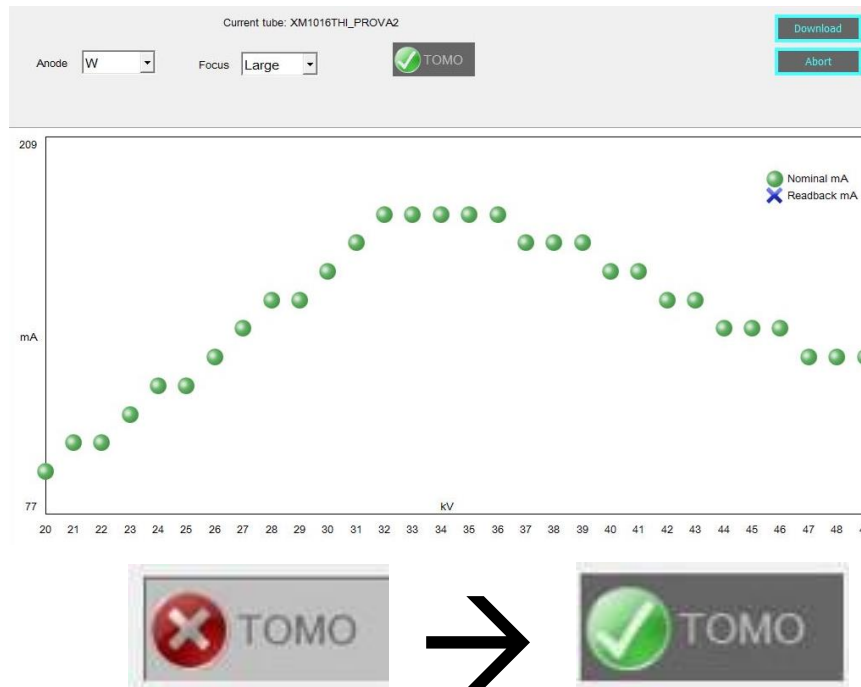 Current tube: XM1016THI_PROVA2
Download
Anode W
Focus Large
TOMO
Abort
209
Nominal mA
Readback mA
mA
77
kV
20 21 22 23 24 25 26 27 28 29 30 31 32 33 34 35 36 37 38 39 40 41 42 43 44 45 46 47 48
TOMO
TOMO